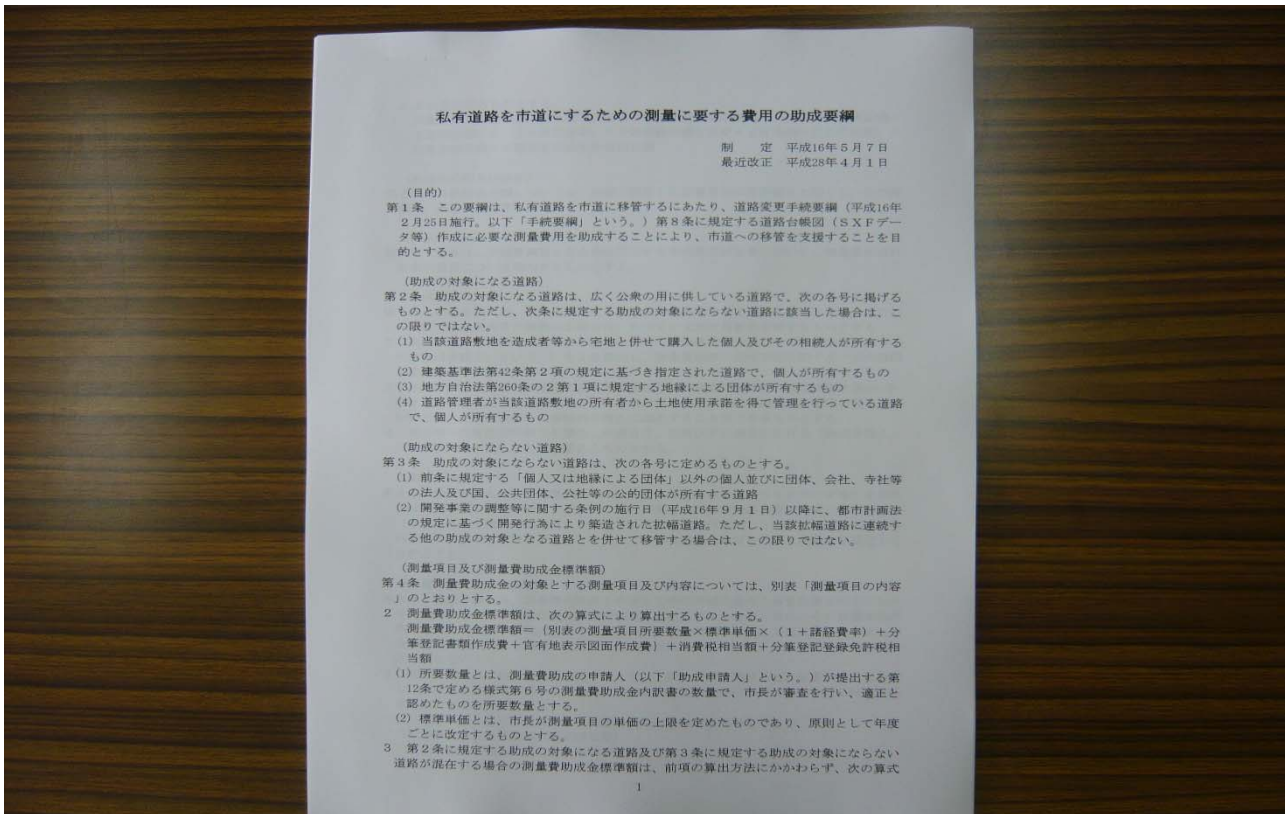 私有道路を市道にするための測量に要する費用の助成要綱
制　定　平成16年5月7日
最近改正　平成28年4月1日
（目的）
第1条　この要綱は、私有道路を市道に移管するにあたり、道路変更手続要綱（平成16年
2月25日施行。以下「手続要綱」という。）第8条に規定する道路台帳図（ＳＸＦデー
タ等）作成に必要な測量費用を助成することにより、市道への移管を支援することを目
的とする。
（助成の対象になる道路）
第2条　助成の対象になる道路は、広く公衆の用に供している道路で、次の各号に掲げる
ものとする。ただし、次条に規定する助成の対象にならない道路に該当した場合は、こ
の限りではない。
(1) 当該道路敷地を造成者等から宅地と併せて購入した個人及びその相続人が所有する
もの
(2) 建築基準法第42条第2項の規定に基づき指定された道路で、個人が所有するもの
(3) 地方自治法第260条の2第1項に規定する地縁による団体が所有するもの
(4) 道路管理者が当該道路敷地の所有者から土地使用承諾を得て管理を行っている道路
で、個人が所有するもの
（助成の対象にならない道路）
第3条　助成の対象にならない道路は、次の各号に定めるものとする。
(1) 前条に規定する「個人又は地縁による団体」以外の個人並びに団体、会社、寺社等
の法人及び国、公共団体、公社等の公的団体が所有する道路
(2) 開発事業の調整等に関する条例の施行日（平成16年9月1日）以降に、都市計画法
の規定に基づく開発行為により築造された拡幅道路。ただし、当該拡幅道路に連続す
る他の助成の対象となる道路とを併せて移管する場合は、この限りではない。
（測量項目及び測量費助成金標準額）
第4条　測量費助成金の対象とする測量項目及び内容については、別表「測量項目の内容
」のとおりとする。
2　測量費助成金標準額は、次の算式により算出するものとする。
測量費助成金標準額＝｛別表の測量項目所要数量×標準単価×（1＋諸経費率）＋分
筆登記書類作成費＋官有地表示図面作成費｝＋消費税相当額＋分筆登記登録免許税相
当額
(1) 所要数量とは、測量費助成の申請人（以下「助成申請人」という。）が提出する第
12条で定める様式第6号の測量費助成金内訳書の数量で、市長が審査を行い、適正と
認めたものを所要数量とする。
(2) 標準単価とは、市長が測量項目の単価の上限を定めたものであり、原則として年度
ごとに改定するものとする。
3　第2条に規定する助成の対象になる道路及び第3条に規定する助成の対象にならない
道路が混在する場合の測量費助成金標準額は、前項の算出方法にかかわらず、次の算式
1